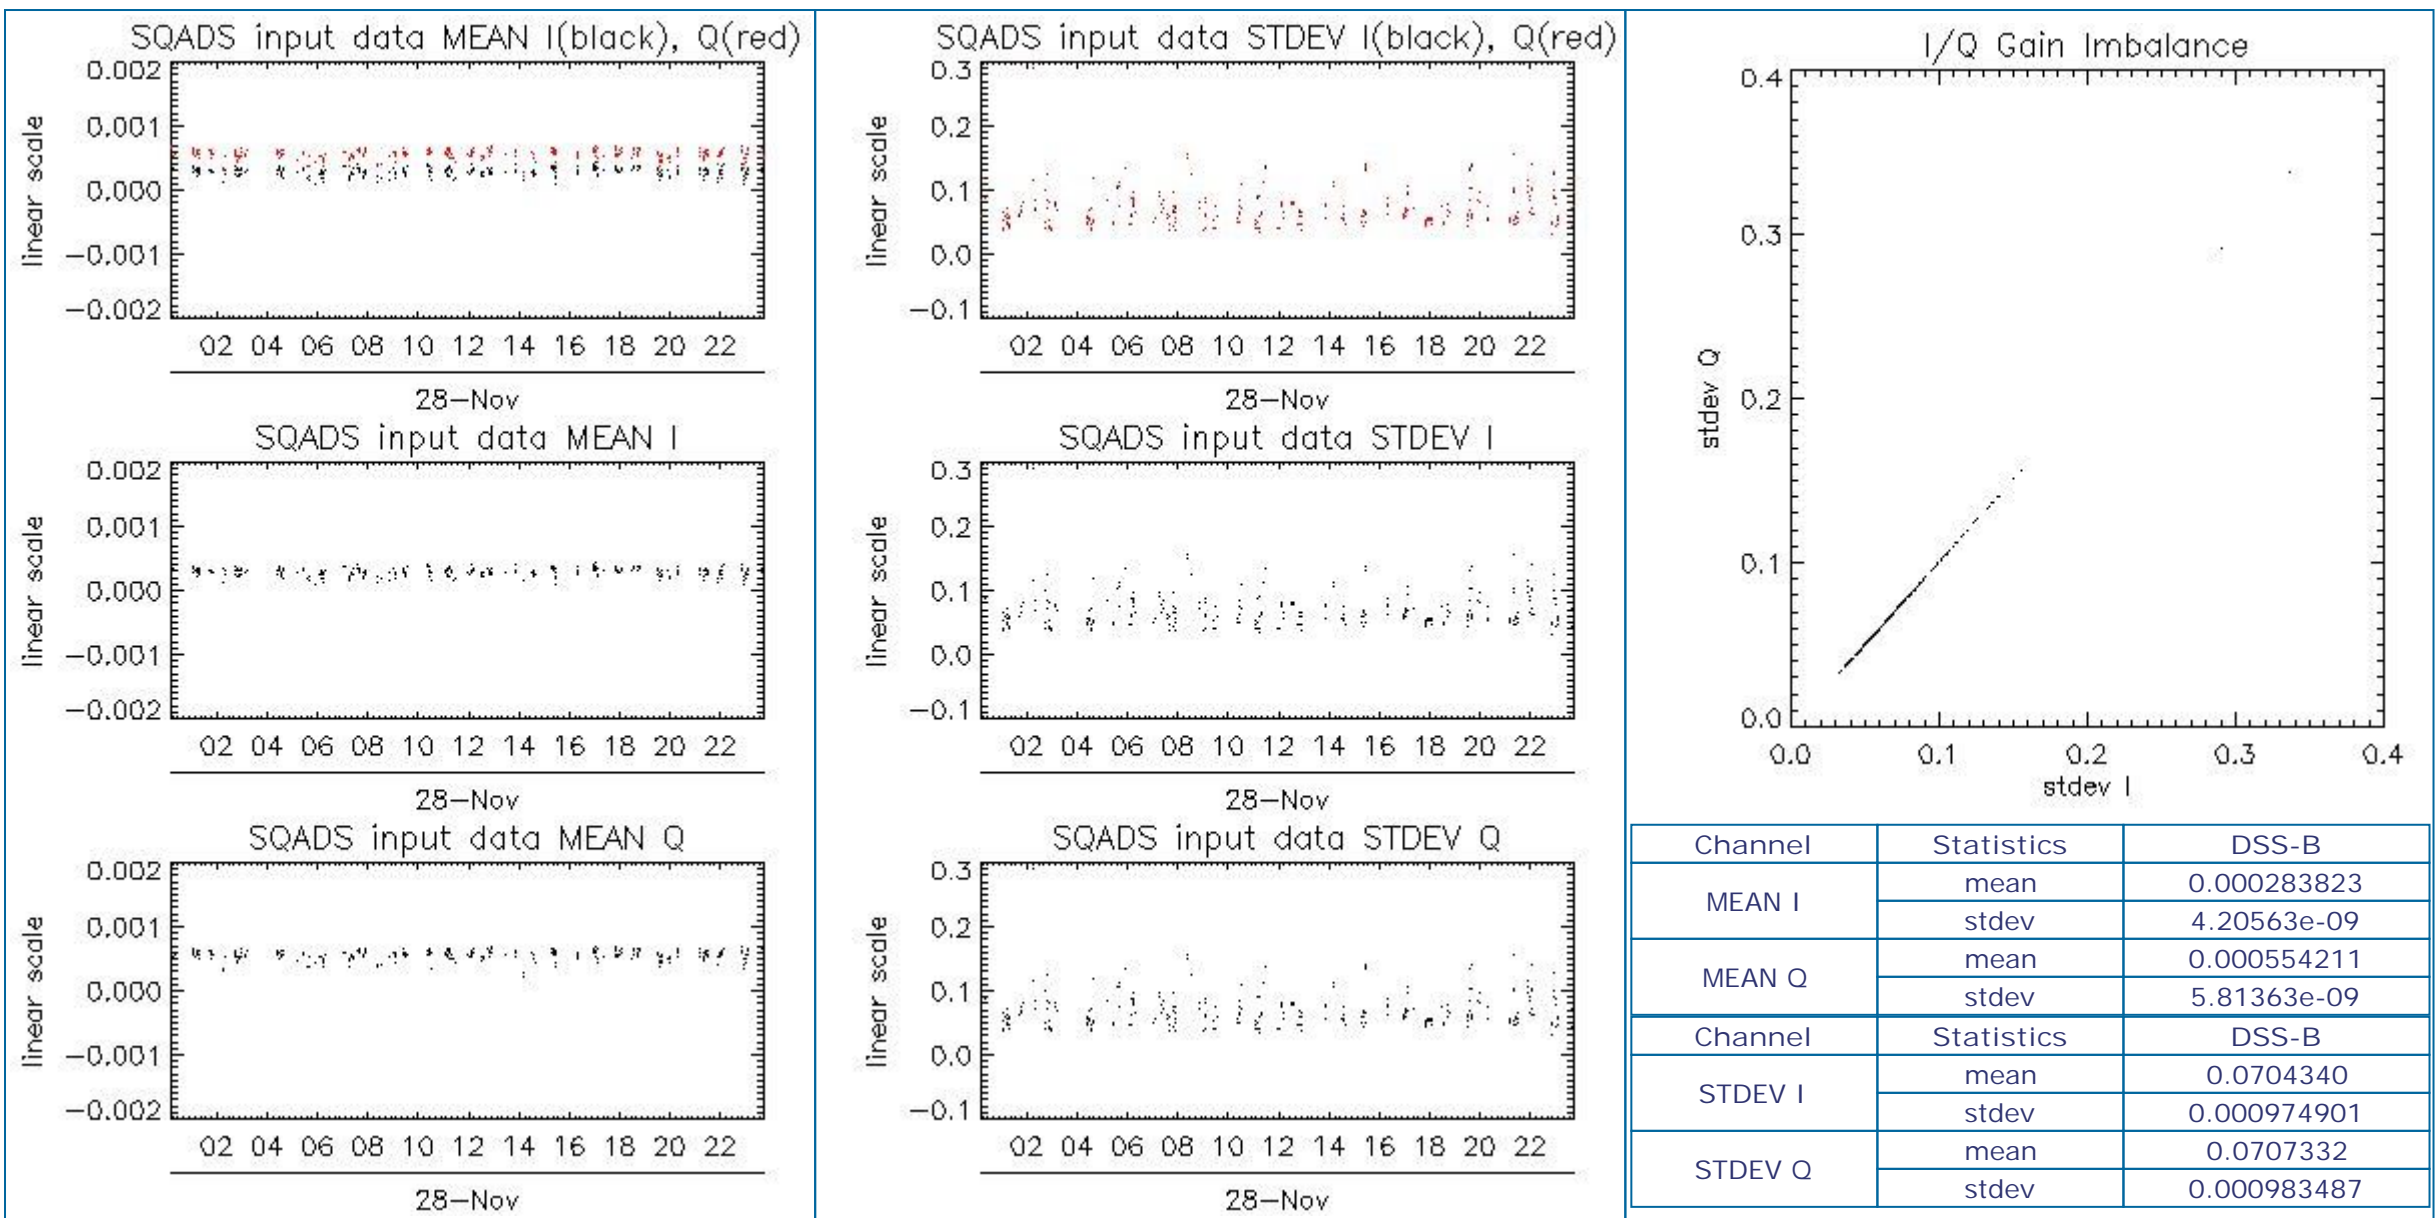 SQADS input data MEAN I(black), Q(red)
0.002
0.001
0.000
−0.001
−0.002
linear scale
02 04 06 08 10 12 14 16 18 20 22
28−Nov
SQADS input data MEAN I
0.002
0.001
0.000
−0.001
−0.002
linear scale
02 04 06 08 10 12 14 16 18 20 22
28−Nov
SQADS input data MEAN Q
0.002
0.001
0.000
−0.001
−0.002
linear scale
02 04 06 08 10 12 14 16 18 20 22
28−Nov
SQADS input data STDEV I(black), Q(red)
0.3
0.2
0.1
0.0
−0.1
linear scale
02 04 06 08 10 12 14 16 18 20 22
28−Nov
SQADS input data STDEV I
0.3
0.2
0.1
0.0
−0.1
linear scale
02 04 06 08 10 12 14 16 18 20 22
28−Nov
SQADS input data STDEV Q
0.3
0.2
0.1
0.0
−0.1
linear scale
02 04 06 08 10 12 14 16 18 20 22
28−Nov
I/Q Gain Imbalance
0.4
0.3
0.2
0.1
0.0
stdev Q
0.0 0.1 0.2 0.3 0.4
stdev I
Channel Statistics DSS-B
MEAN I mean 0.000283823
stdev 4.20563e-09
MEAN Q mean 0.000554211
stdev 5.81363e-09
Channel Statistics DSS-B
STDEV I mean 0.0704340
stdev 0.000974901
STDEV Q mean 0.0707332
stdev 0.000983487